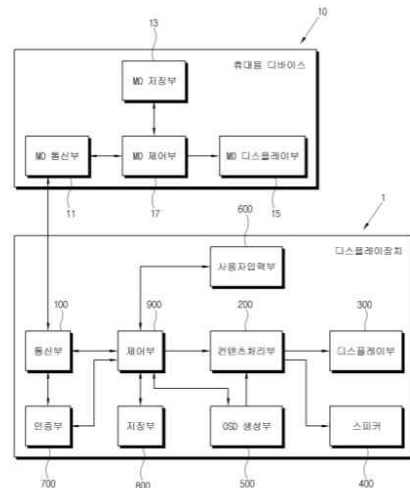 10
13
휴대용 디바이스
MD 저장부
MD 통신부
MD 제어부
MD 디스플레이부
11
17
15
1
600
디스플레이장치
사용자입력부
100
900
200
300
통신부
제어부
컨텐츠처리부
디스플레이부
인증부
저장부
OSD 생성부
스피커
700
800
500
400